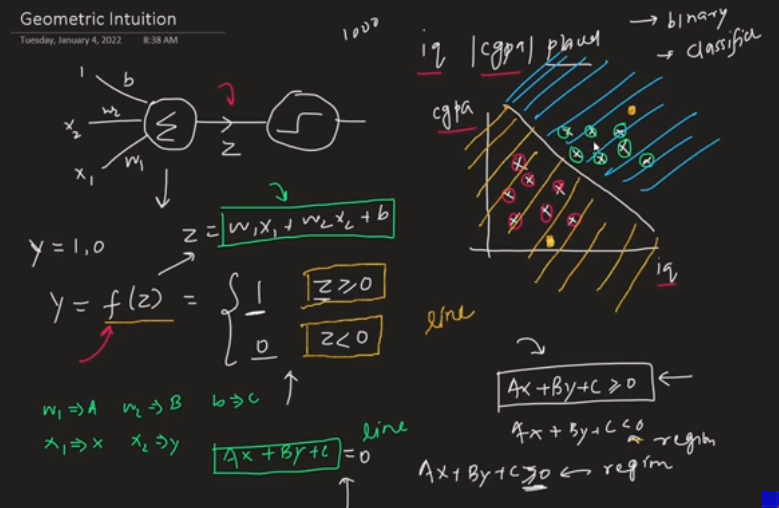 Geometric Intuition
Tuesday, January 4, 2022 8:38 AM
1000
iq | cgpa | placed
→ binary
→ classifier
1 b
x₂ w₂ Σ
x₁ w₁ z
cgpa
iq
z = w₁x₁ + w₂x₂ + b
Y = 1, 0
Y = f(z) = { 1 z ≥ 0
0 z < 0
line
w₁ ⇒ A w₂ ⇒ B b ⇒ C
x₁ ⇒ x x₂ ⇒ y
Ax + By + C = 0 line
Ax + By + C ≥ 0 ←
Ax + By + C < 0 → region
Ax + By + C ≥ 0 ← region